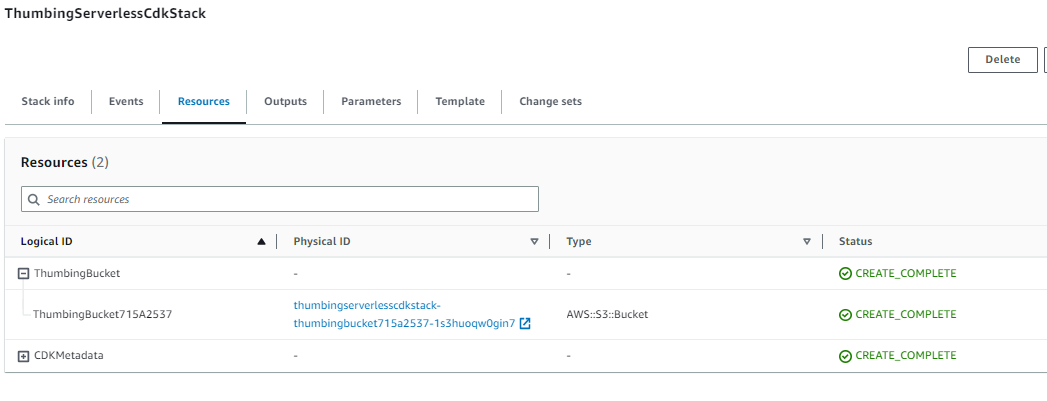 ThumbingServerlessCdkStack
Delete
Stack info Events Resources Outputs Parameters Template Change sets
Resources (2)
Search resources
Logical ID Physical ID Type Status
ThumbingBucket - - CREATE_COMPLETE
thumbingserverlesscdkstack-
ThumbingBucket715A2537 thumbingbucket715a2537-1s3huoqw0gin7 AWS::S3::Bucket CREATE_COMPLETE
CDKMetadata - - CREATE_COMPLETE